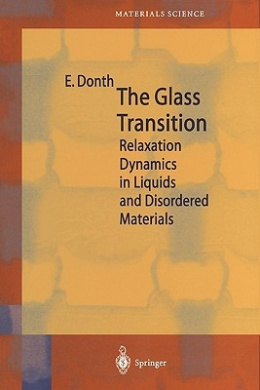 MATERIALS SCIENCE
E. Donth
The Glass
Transition
Relaxation
Dynamics
in Liquids
and Disordered
Materials
Springer